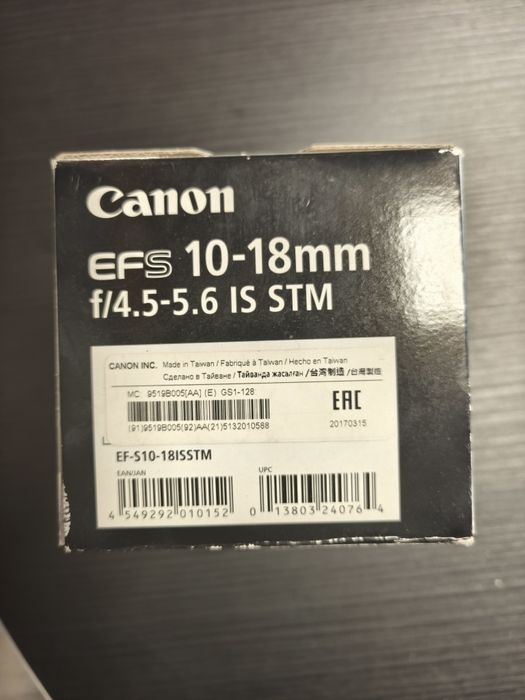 Canon
EFS 10-18mm
f/4.5-5.6 IS STM
CANON INC. Made in Taiwan / Fabriqué à Taïwan / Hecho en Taiwan
Сделано в Тайване / Тайванда жасалған /台湾制造/台灣製造
MC: 9519B005[AA] (E) GS1-128
(91)9519B005(92)AA(21)5132010588
EAC
20170315
EF-S10-18ISSTM
EAN/JAN
UPC
4 549292 010152
0 13803 24076 4